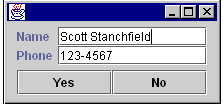 Name Scott Stanchfield
Phone 123-4567
Yes No